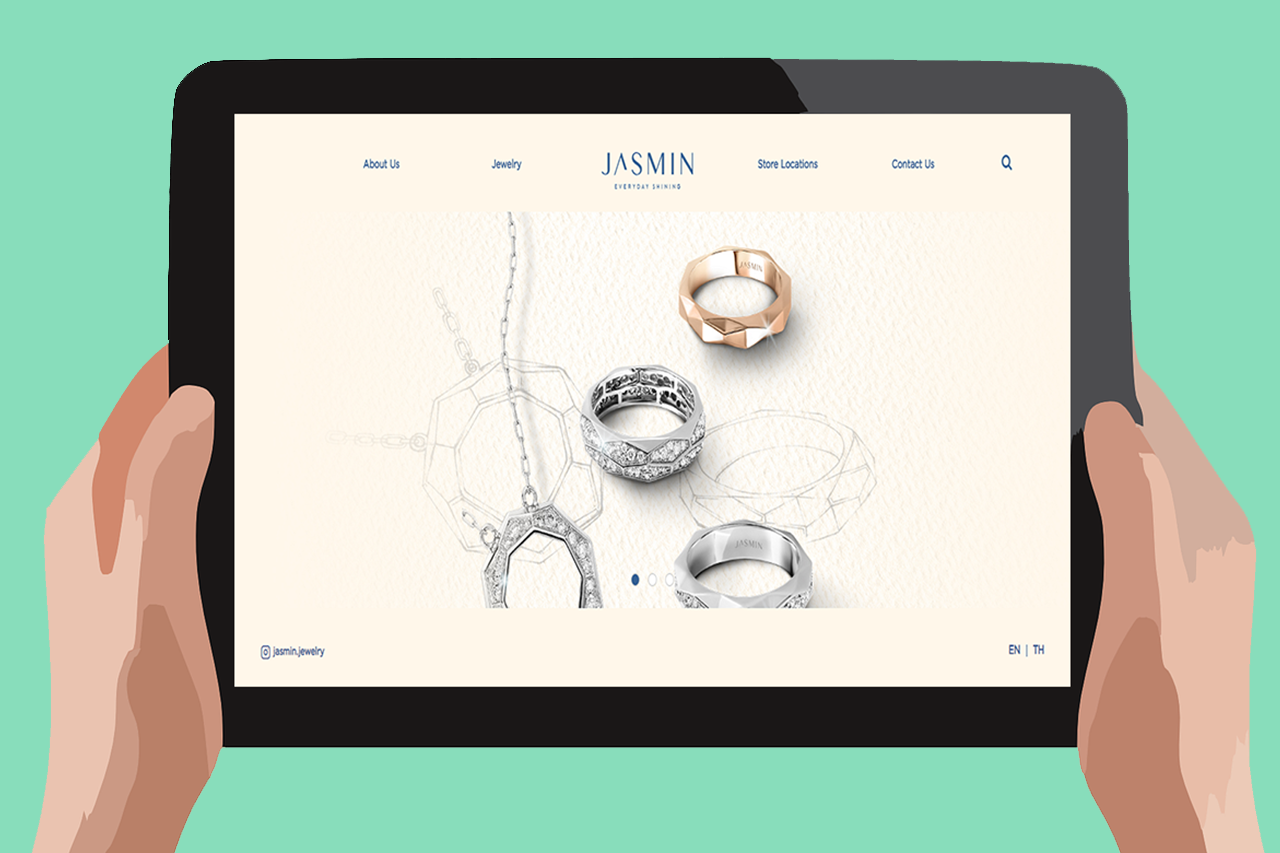 About Us
Jewelry
JASMIN
EVERYDAY SHINING
Store Locations
Contact Us
JASMIN
JASMIN
jasmin.jewelry
EN | TH